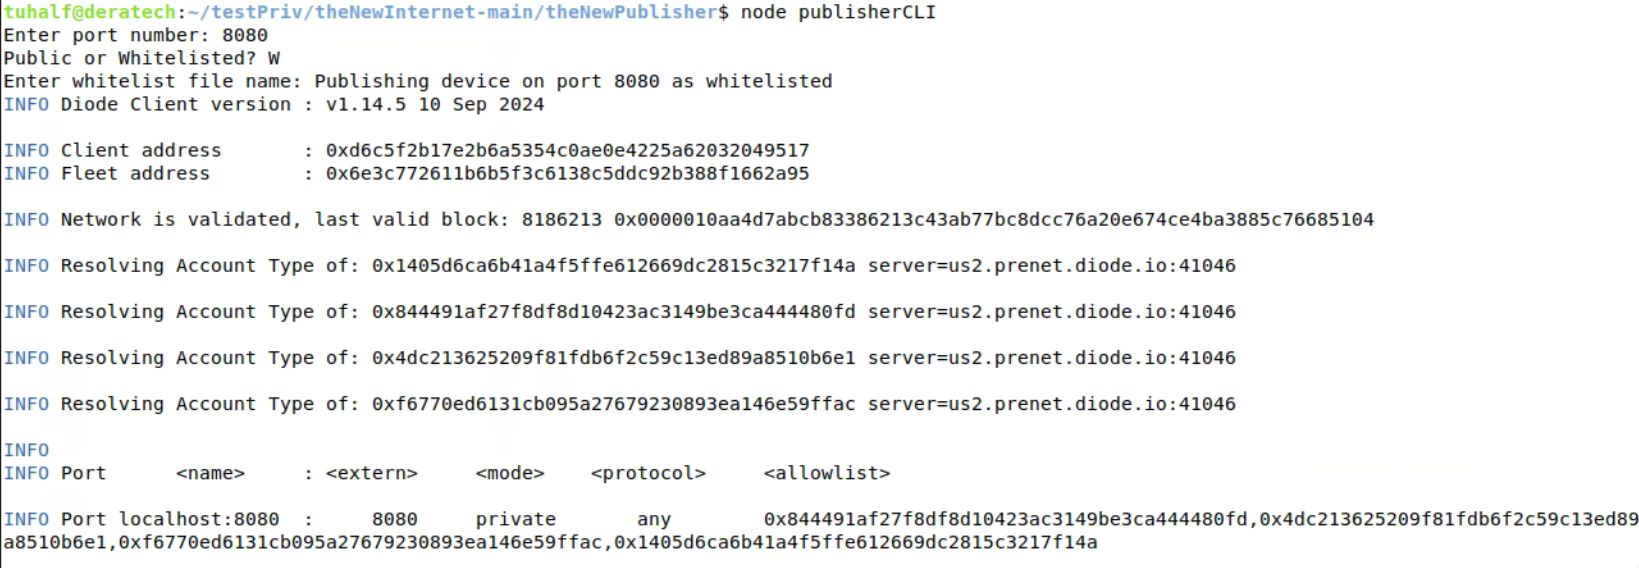 tuhalf@deratech:~/testPriv/theNewInternet-main/theNewPublisher$ node publisherCLI
Enter port number: 8080
Public or Whitelisted? W
Enter whitelist file name: Publishing device on port 8080 as whitelisted
INFO Diode Client version : v1.14.5 10 Sep 2024
INFO Client address       : 0xd6c5f2b17e2b6a5354c0ae0e4225a62032049517
INFO Fleet address        : 0x6e3c772611b6b5f3c6138c5ddc92b388f1662a95
INFO Network is validated, last valid block: 8186213 0x0000010aa4d7abcb83386213c43ab77bc8dcc76a20e674ce4ba3885c76685104
INFO Resolving Account Type of: 0x1405d6ca6b41a4f5ffe612669dc2815c3217f14a server=us2.prenet.diode.io:41046
INFO Resolving Account Type of: 0x844491af27f8df8d10423ac3149be3ca444480fd server=us2.prenet.diode.io:41046
INFO Resolving Account Type of: 0x4dc213625209f81fdb6f2c59c13ed89a8510b6e1 server=us2.prenet.diode.io:41046
INFO Resolving Account Type of: 0xf6770ed6131cb095a27679230893ea146e59ffac server=us2.prenet.diode.io:41046
INFO
INFO Port      <name>     : <extern>     <mode>    <protocol>     <allowlist>
INFO Port localhost:8080  :     8080     private       any        0x844491af27f8df8d10423ac3149be3ca444480fd,0x4dc213625209f81fdb6f2c59c13ed89
a8510b6e1,0xf6770ed6131cb095a27679230893ea146e59ffac,0x1405d6ca6b41a4f5ffe612669dc2815c3217f14a